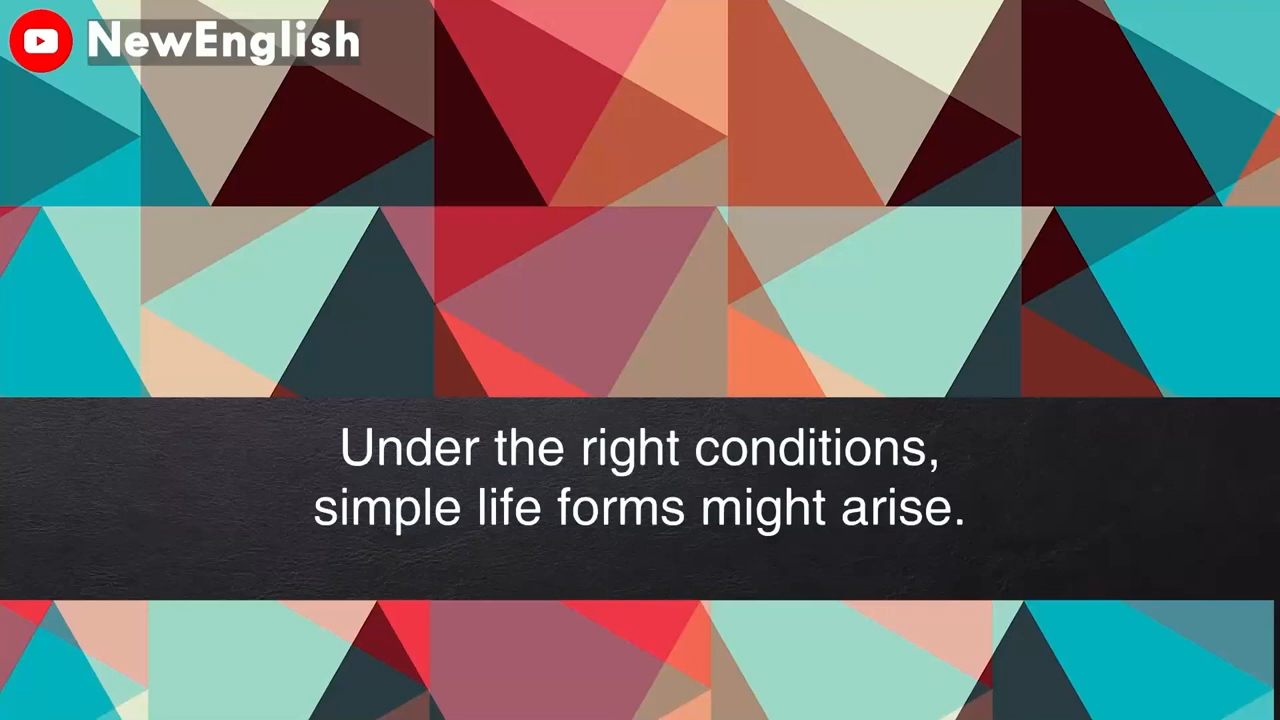 NewEnglish
Under the right conditions,
simple life forms might arise.